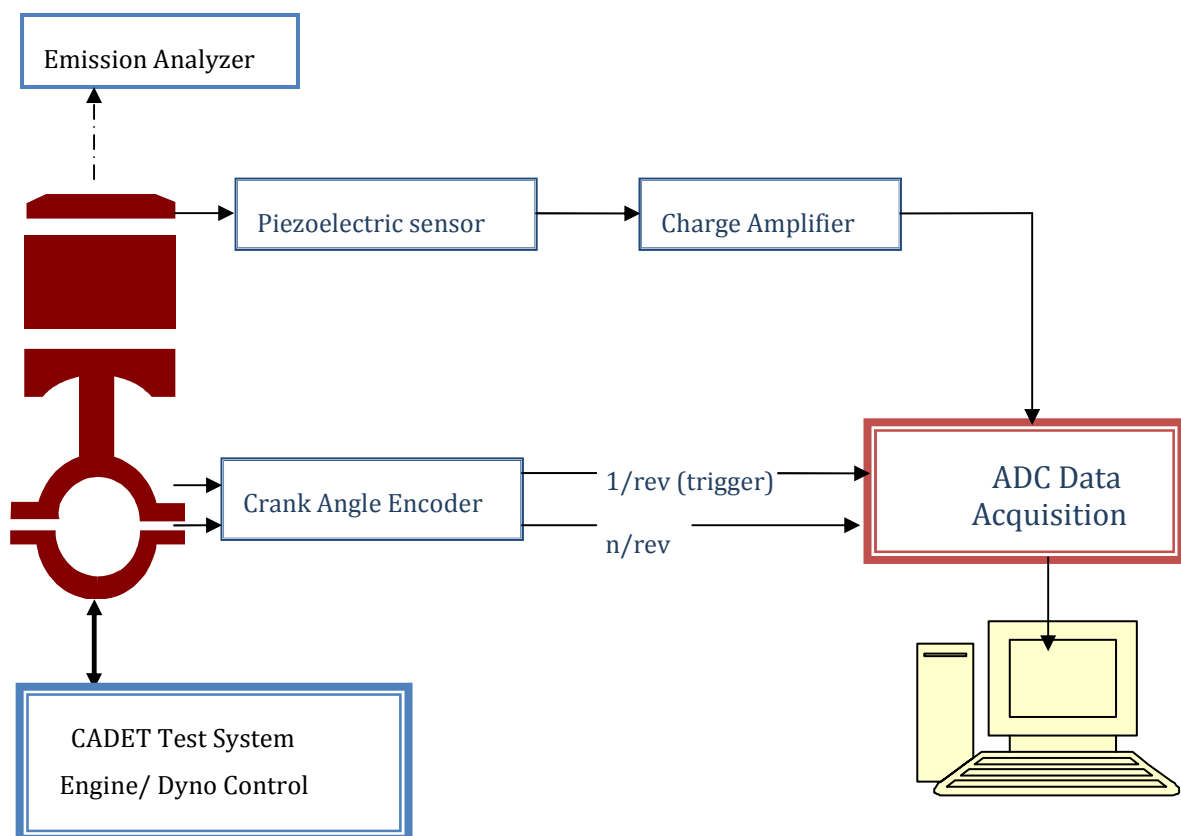 Emission Analyzer
Piezoelectric sensor
Charge Amplifier
Crank Angle Encoder
1/rev (trigger)
n/rev
ADC Data
Acquisition
CADET Test System
Engine/ Dyno Control